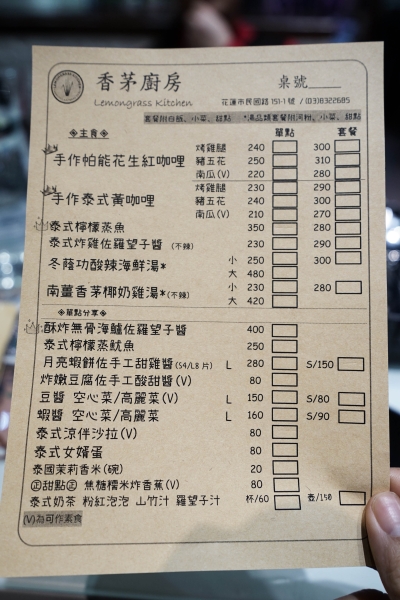 香茅廚房 桌號____
Lemongrass Kitchen 花蓮市民國路151-1號 / (03)8322685
套餐附白飯、小菜、甜點 *湯品類套餐附河粉、小菜、甜點
◈主食◈ 單點 套餐
手作帕能花生紅咖哩 烤雞腿 240 300
豬五花 250 310
南瓜(V) 220 280
手作泰式黃咖哩 烤雞腿 230 290
豬五花 240 300
南瓜(V) 210 270
泰式檸檬蒸魚 350 280
泰式炸雞佐羅望子醬 (不辣) 230 290
冬蔭功酸辣海鮮湯* 小 250 300
大 480
南薑香茅椰奶雞湯*(不辣) 小 230 280
大 420
◈單點分享◈
酥炸無骨海鱸佐羅望子醬 400
泰式檸檬蒸魷魚 250
月亮蝦餅佐手工甜雞醬(S4/L8 片) L 280 S/150
炸嫩豆腐佐手工酸甜醬(V) 80
豆醬 空心菜/高麗菜(V) L 150 S/80
蝦醬 空心菜/高麗菜 L 160 S/90
泰式涼伴沙拉(V) 80
泰式女婿蛋 80
泰國茉莉香米(碗) 20
甜點 焦糖糯米炸香蕉(V) 80
泰式奶茶 粉紅泡泡 山竹汁 羅望子汁 杯/60 壺/150
(V)為可作素食